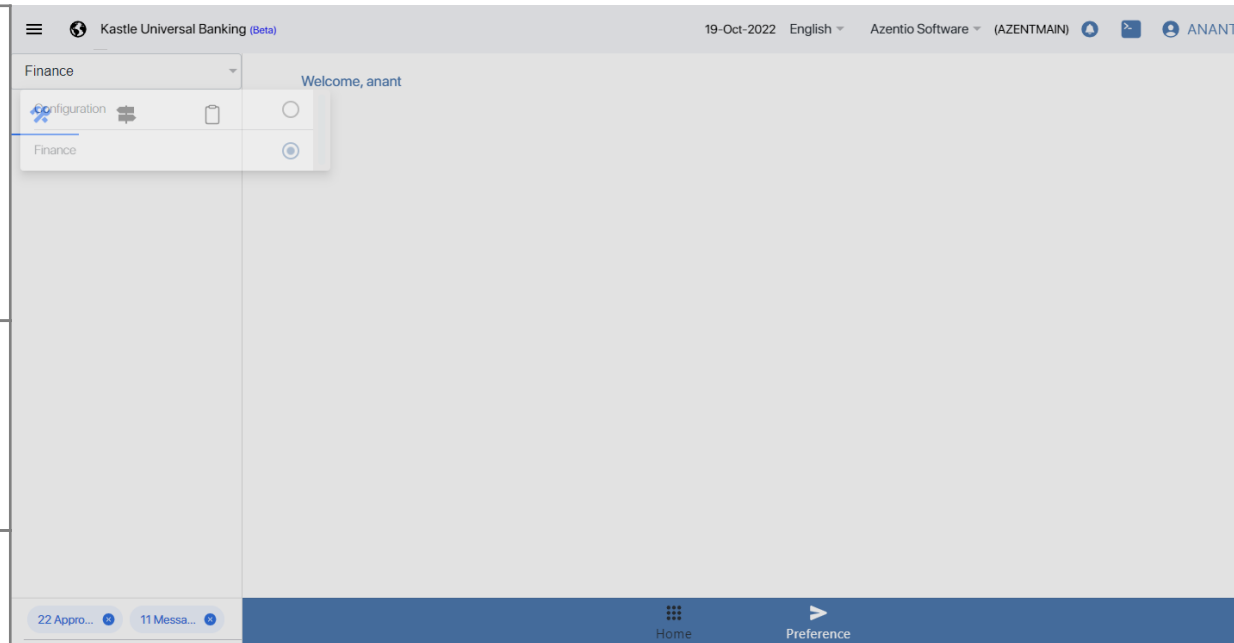 Kastle Universal Banking (Beta) 19-Oct-2022 English Azentio Software (AZENTMAIN) ANANT
Finance
Welcome, anant
Configuration
Finance
22 Appro... 11 Messa...
Home Preference